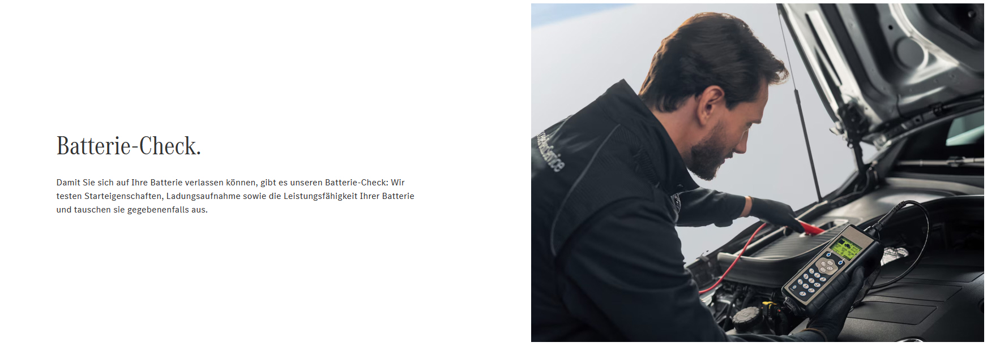 Batterie-Check.
Damit Sie sich auf Ihre Batterie verlassen können, gibt es unseren Batterie-Check: Wir
testen Starteigenschaften, Ladungsaufnahme sowie die Leistungsfähigkeit Ihrer Batterie
und tauschen sie gegebenenfalls aus.